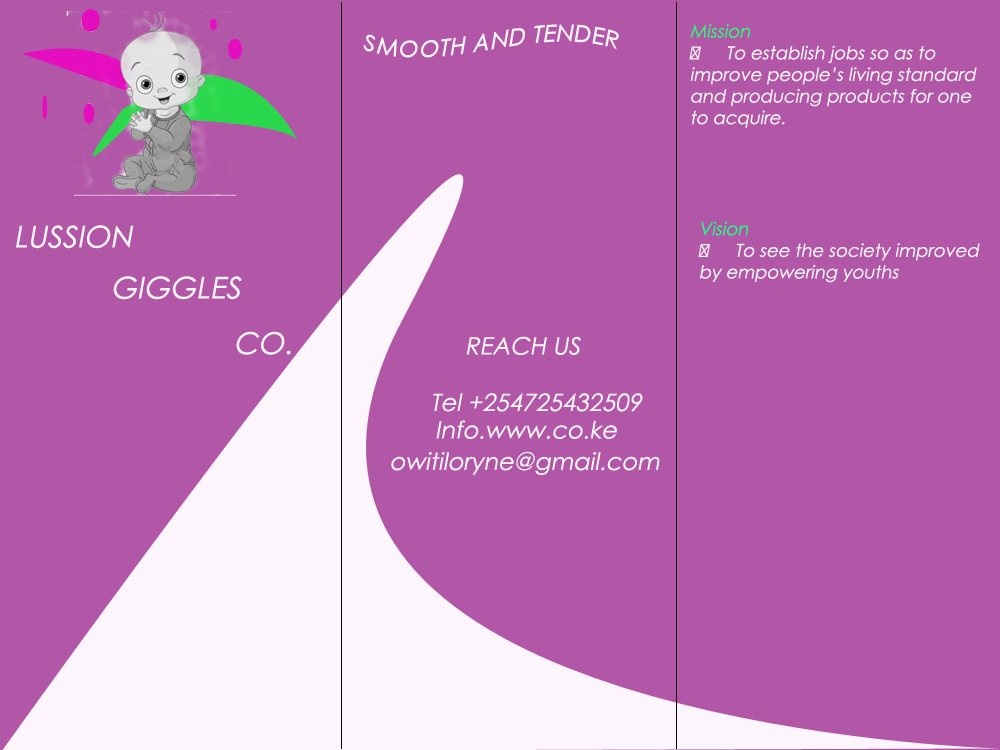 LUSSION
GIGGLES
CO.
SMOOTH AND TENDER
REACH US
Tel +254725432509
Info.www.co.ke
owitiloryne@gmail.com
Mission
To establish jobs so as to
improve people's living standard
and producing products for one
to acquire.
Vision
To see the society improved
by empowering youths